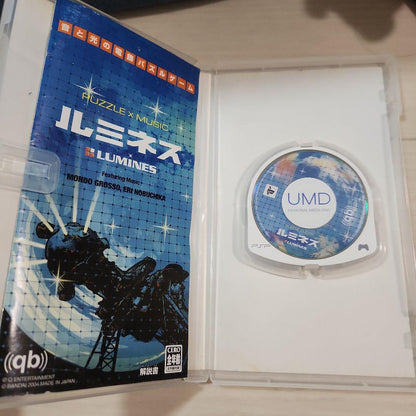 音と光の電飾パズルゲーム
PUZZLE × MUSIC
ルミネス
LUMINES
Featuring Music
MONDO GROSSO, ERI NOBUCHIKA
((qb))
© Q ENTERTAINMENT
© BANDAI 2004 MADE IN JAPAN
解説書
CERO
全年齢
UMD
UNIVERSAL MEDIA DISC
ルミネス
LUMINES
qb
PSP